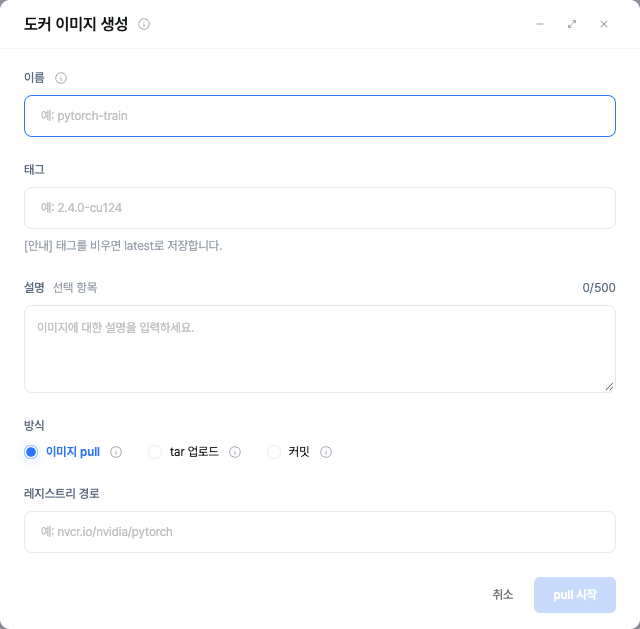 도커 이미지 생성
이름
예: pytorch-train
태그
예: 2.4.0-cu124
[안내] 태그를 비우면 latest로 저장합니다.
설명 선택 항목 0/500
이미지에 대한 설명을 입력하세요.
방식
이미지 pull tar 업로드 커밋
레지스트리 경로
예: nvcr.io/nvidia/pytorch
취소 pull 시작